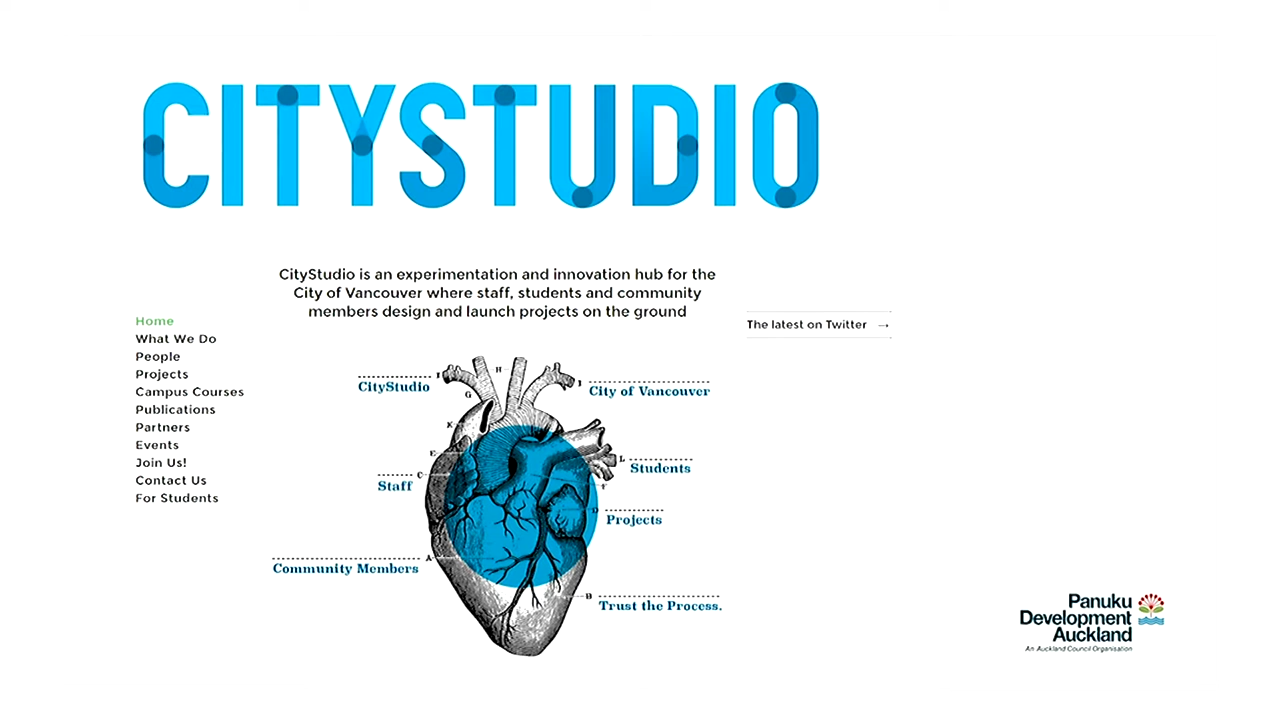 CITYSTUDIO
CityStudio is an experimentation and innovation hub for the
City of Vancouver where staff, students and community
members design and launch projects on the ground
Home
What We Do
People
Projects
Campus Courses
Publications
Partners
Events
Join Us!
Contact Us
For Students
The latest on Twitter →
CityStudio
City of Vancouver
Students
Staff
Projects
Community Members
Trust the Process.
H
I
G
K
E
C
L
F
D
A
B
Panuku
Development
Auckland
An Auckland Council Organisation